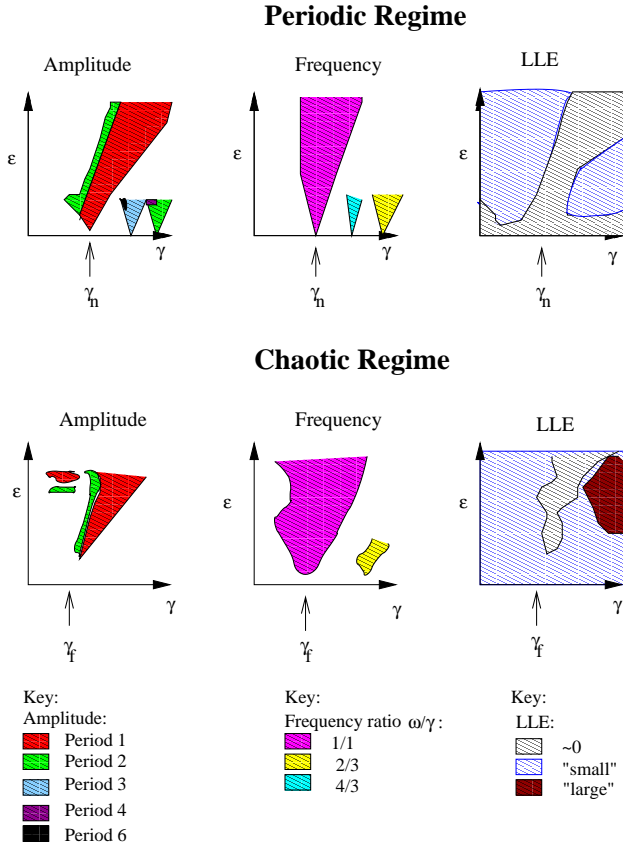 Periodic Regime
Amplitude
Frequency
LLE
ε
γ
γn
ε
γ
γn
ε
γ
γn
Chaotic Regime
Amplitude
Frequency
LLE
ε
γ
γf
ε
γ
γf
ε
γ
γf
Key:
Amplitude:
Period 1
Period 2
Period 3
Period 4
Period 6
Key:
Frequency ratio ω/γ :
1/1
2/3
4/3
Key:
LLE:
~0
"small"
"large"